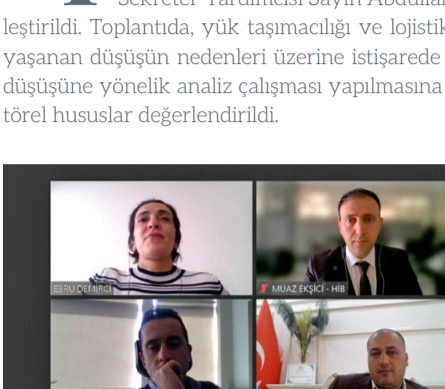 Sekreter Yardımcısı Sayın Abdullah
leştirildi. Toplantıda, yük taşımacılığı ve lojistik
yaşanan düşüşün nedenleri üzerine istişarede
düşüşüne yönelik analiz çalışması yapılmasına
törel hususlar değerlendirildi.
EBRU DEMİRCİ
MUAZ EKŞİCİ - HİB